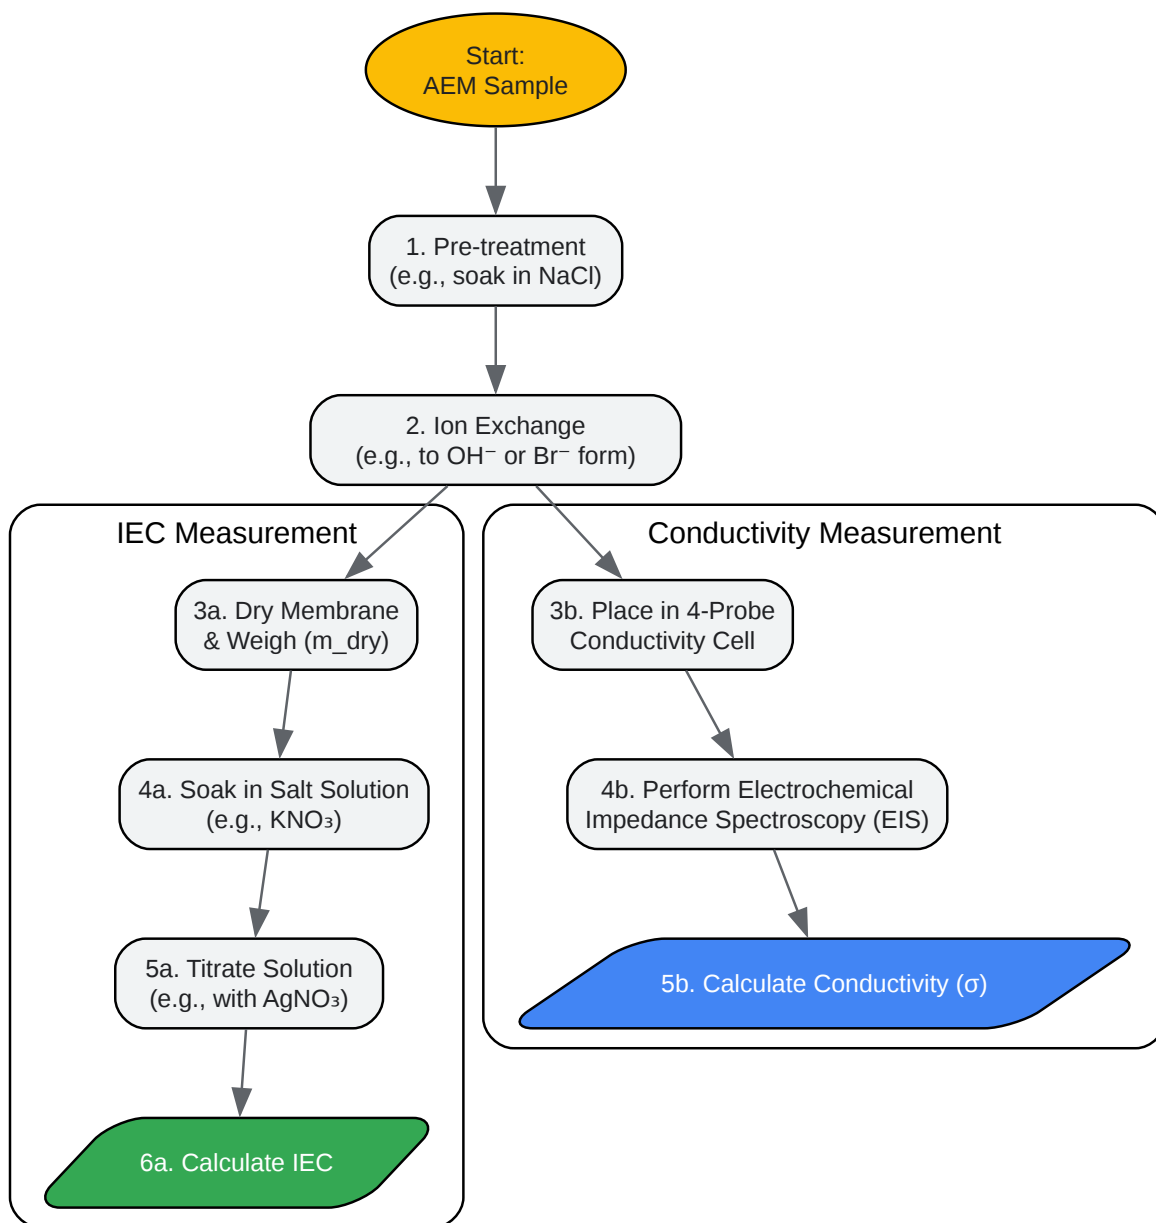 Start:
AEM Sample
1. Pre-treatment
(e.g., soak in NaCl)
2. Ion Exchange
(e.g., to OH⁻ or Br⁻ form)
IEC Measurement
3a. Dry Membrane
& Weigh (m_dry)
4a. Soak in Salt Solution
(e.g., KNO₃)
5a. Titrate Solution
(e.g., with AgNO₃)
6a. Calculate IEC
Conductivity Measurement
3b. Place in 4-Probe
Conductivity Cell
4b. Perform Electrochemical
Impedance Spectroscopy (EIS)
5b. Calculate Conductivity (σ)